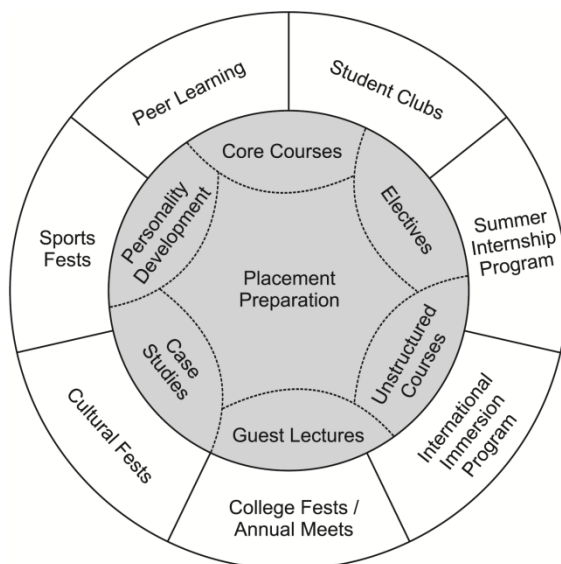 Peer Learning
Student Clubs
Core Courses
Personality
Development
Electives
Sports
Fests
Summer
Internship
Program
Placement
Preparation
Case
Studies
Unstructured
Courses
Cultural Fests
Guest Lectures
International
Immersion
Program
College Fests /
Annual Meets